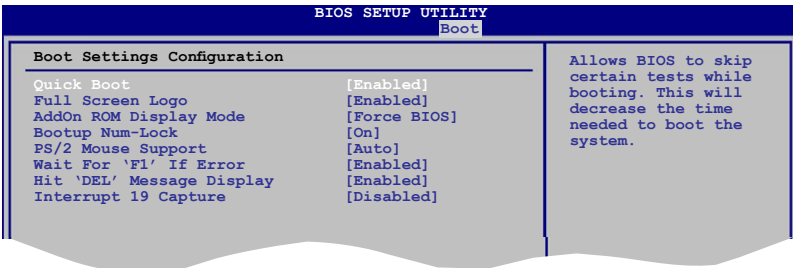 BIOS SETUP UTILITY
Boot
Boot Settings Configuration
Quick Boot [Enabled]
Full Screen Logo [Enabled]
AddOn ROM Display Mode [Force BIOS]
Bootup Num-Lock [On]
PS/2 Mouse Support [Auto]
Wait For ‘F1’ If Error [Enabled]
Hit ‘DEL’ Message Display [Enabled]
Interrupt 19 Capture [Disabled]
Allows BIOS to skip
certain tests while
booting. This will
decrease the time
needed to boot the
system.